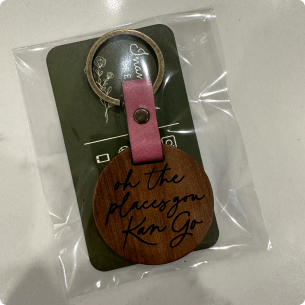 oh the
places you
Kan Go